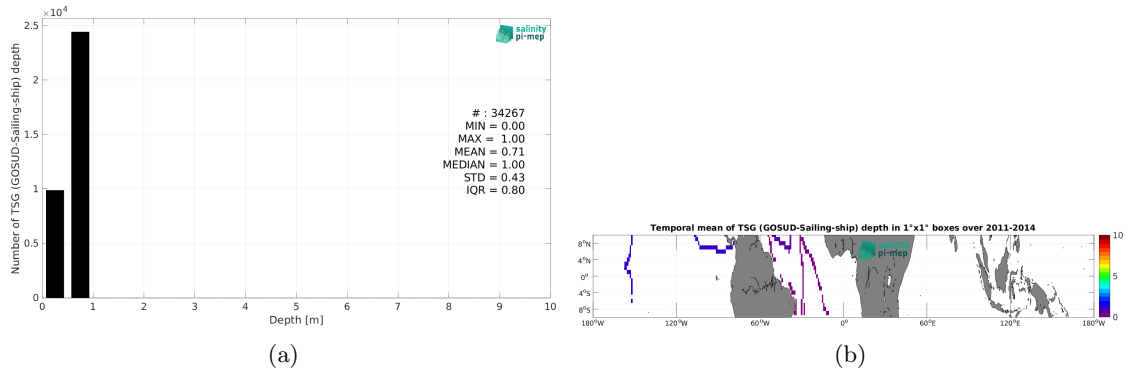 ×10⁴
2.5
2
1.5
1
0.5
0
Number of TSG (GOSUD-Sailing-ship) depth
salinity
pi-mep
# : 34267
MIN = 0.00
MAX = 1.00
MEAN = 0.71
MEDIAN = 1.00
STD = 0.43
IQR = 0.80
0 1 2 3 4 5 6 7 8 9 10
Depth [m]
(a)
Temporal mean of TSG (GOSUD-Sailing-ship) depth in 1°x1° boxes over 2011-2014
salinity
pi-mep
8°N
4°N
0°
4°S
8°S
180°W 120°W 60°W 0° 60°E 120°E 180°W
10
5
0
(b)